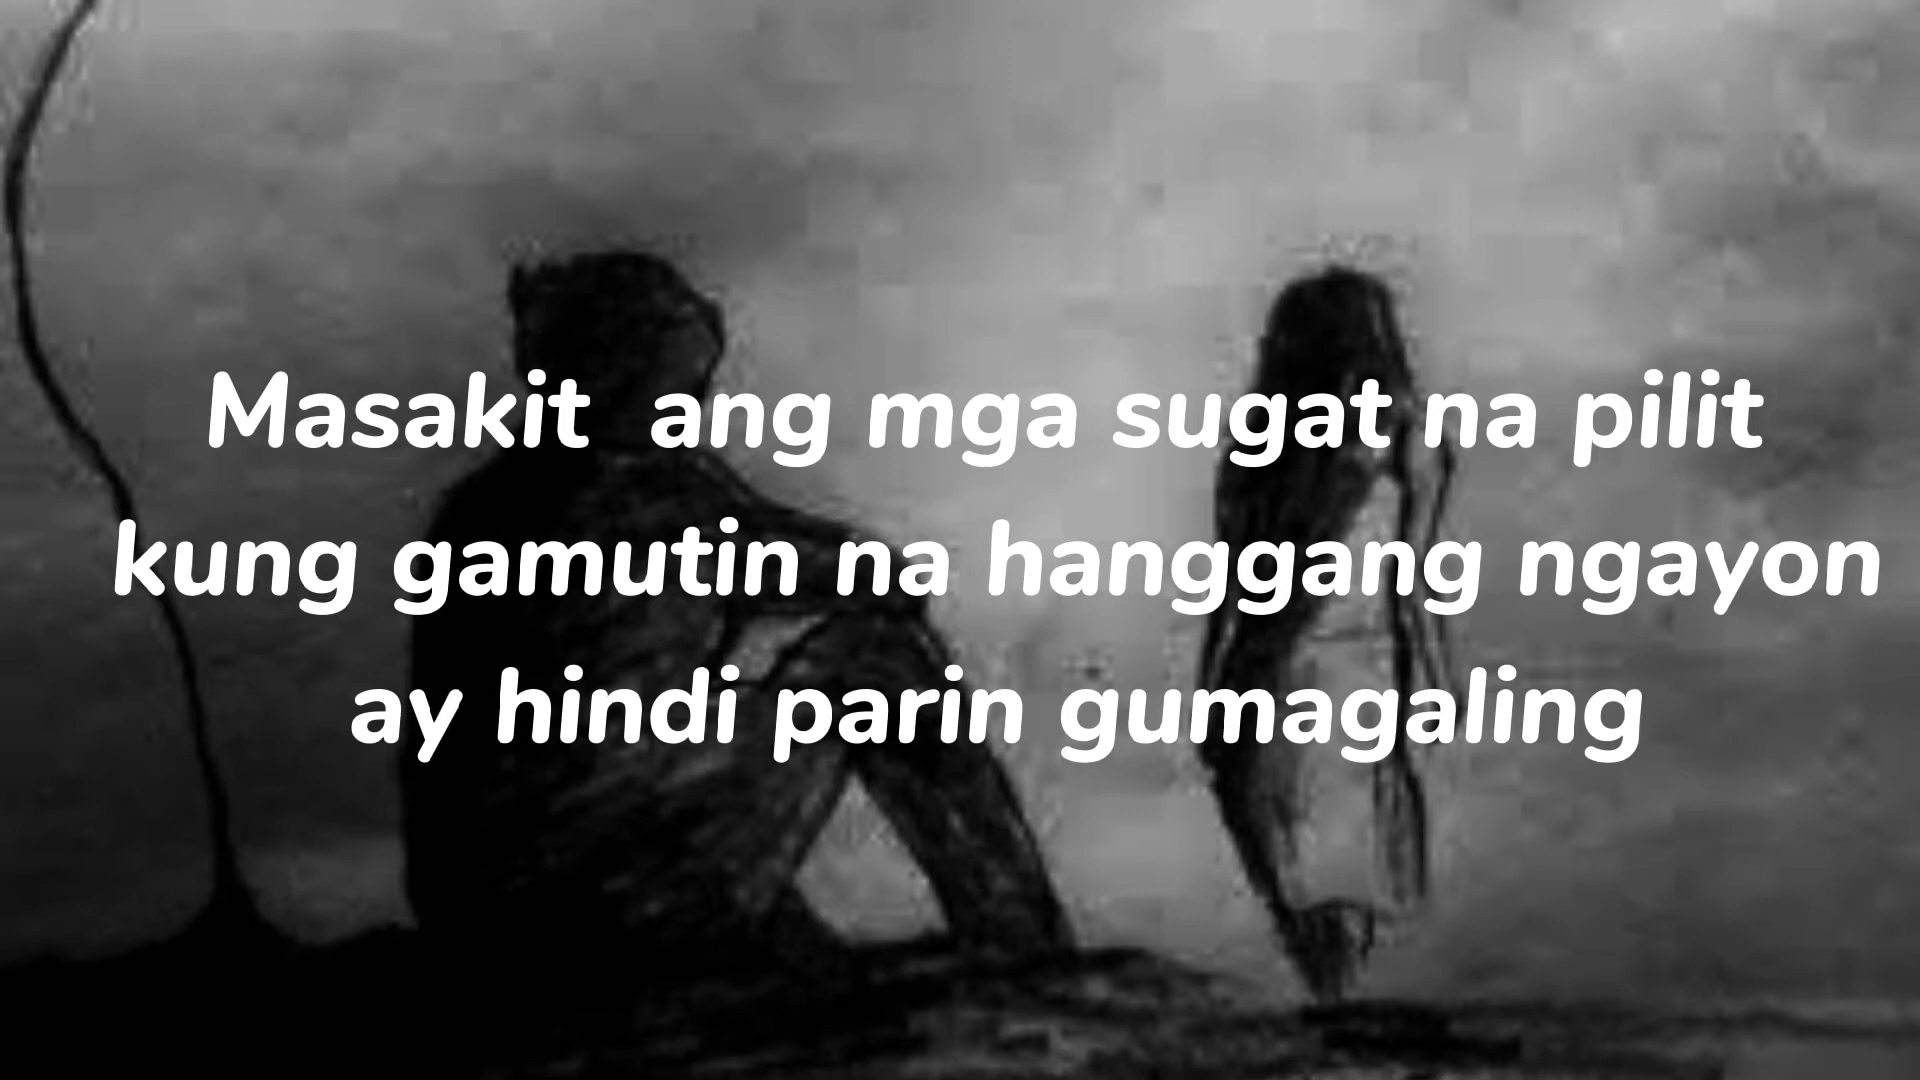 Masakit ang mga sugat na pilit
kung gamutin na hanggang ngayon
ay hindi parin gumagaling